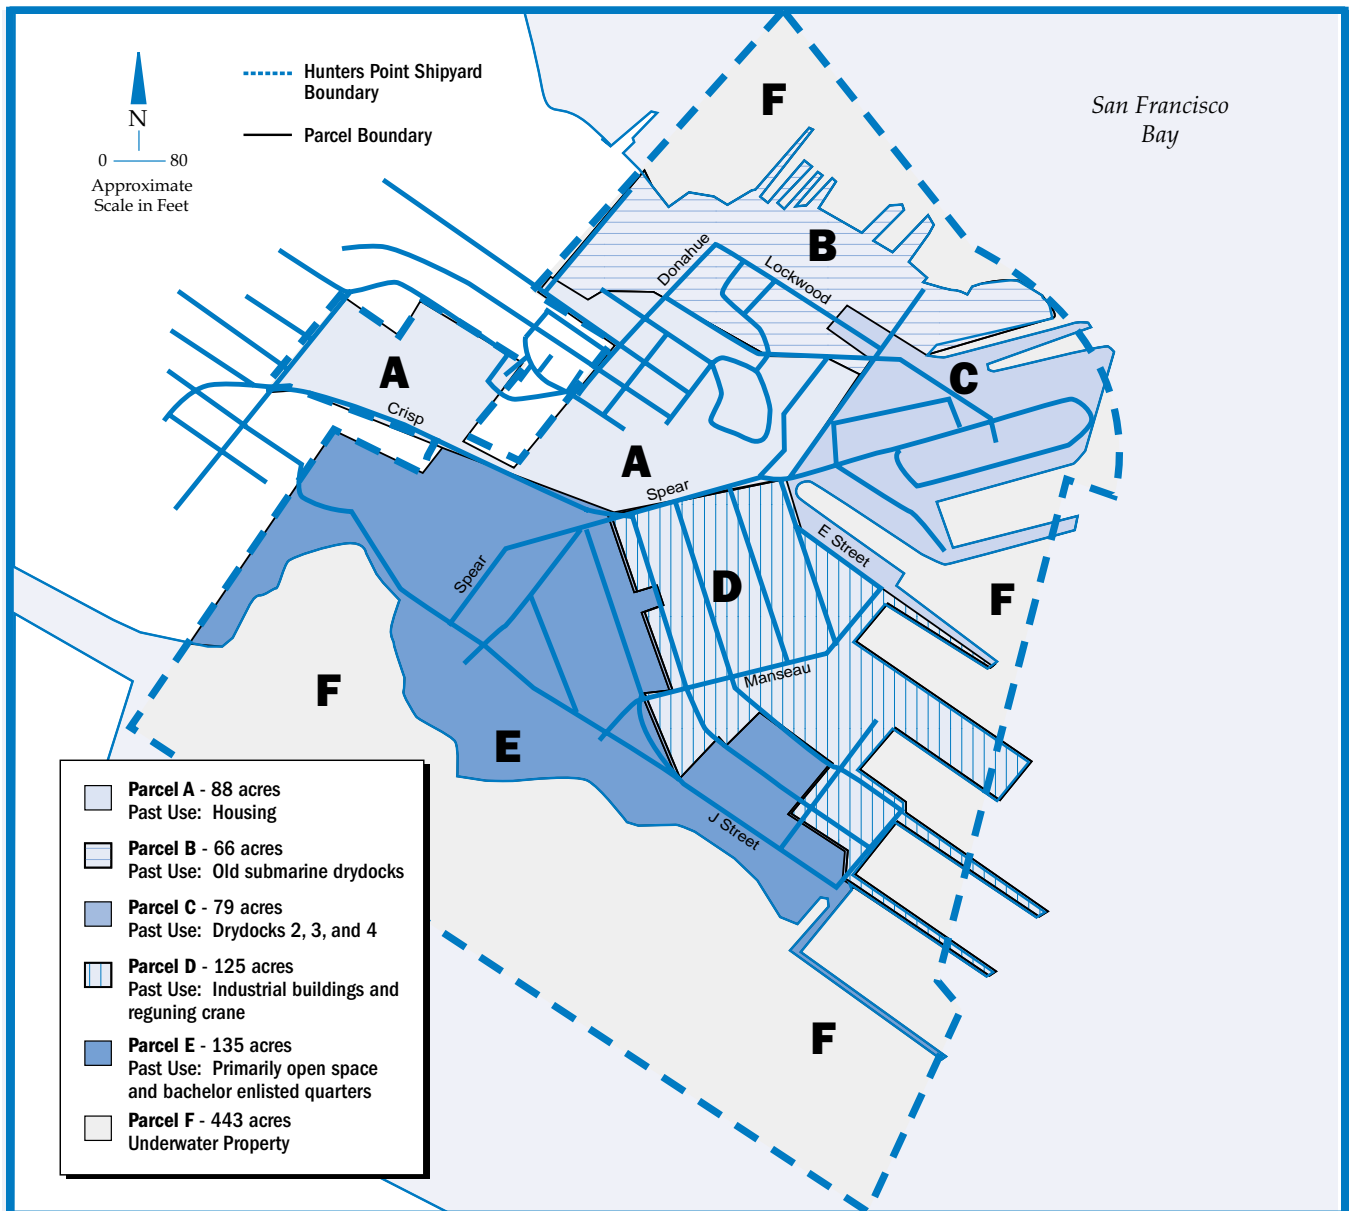 Hunters Point Shipyard
Boundary
Parcel Boundary
N
0 80
Approximate
Scale in Feet
San Francisco
Bay
F
B
Donahue
Lockwood
A
C
Crisp
A
Spear
E Street
D
Spear
F
Manseau
F
E
J Street
F
Parcel A - 88 acres
Past Use: Housing
Parcel B - 66 acres
Past Use: Old submarine drydocks
Parcel C - 79 acres
Past Use: Drydocks 2, 3, and 4
Parcel D - 125 acres
Past Use: Industrial buildings and
reguning crane
Parcel E - 135 acres
Past Use: Primarily open space
and bachelor enlisted quarters
Parcel F - 443 acres
Underwater Property